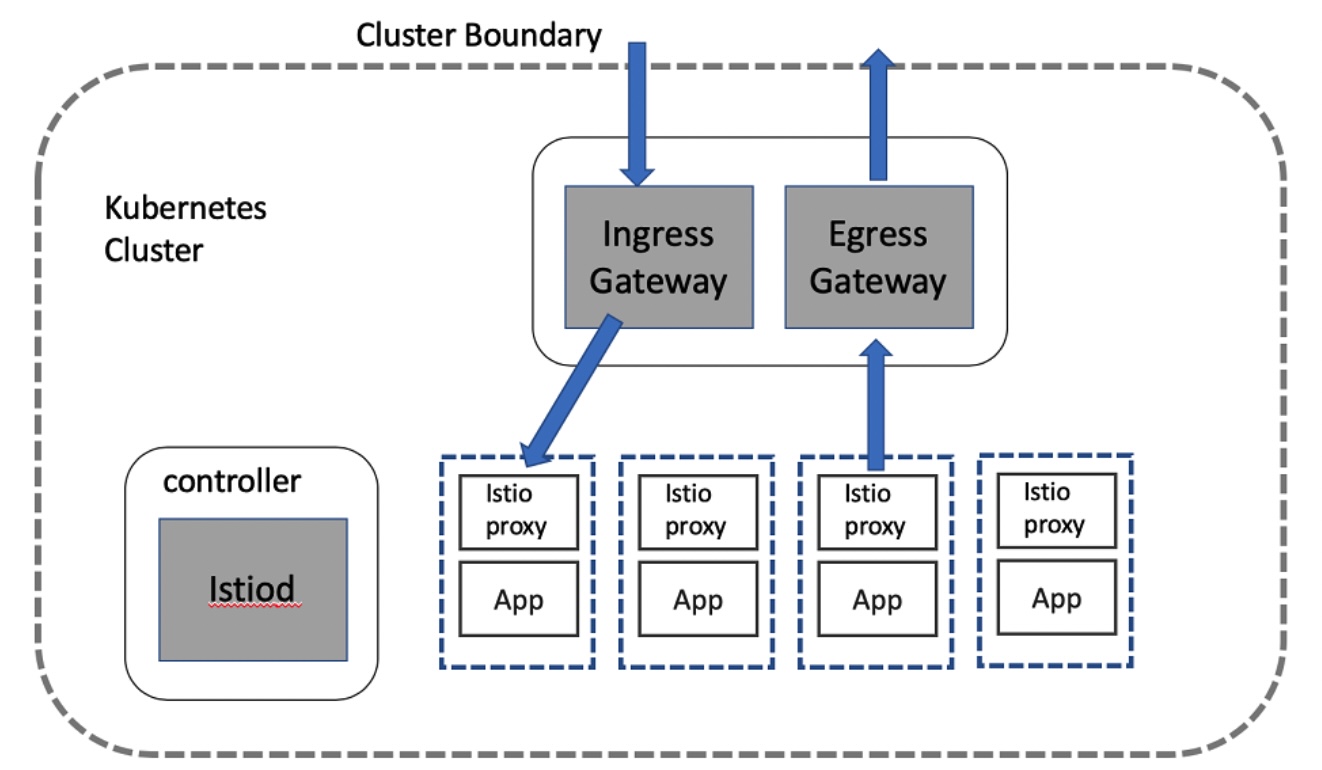 Cluster Boundary
Kubernetes
Cluster
Ingress
Gateway
Egress
Gateway
controller
Istiod
Istio
proxy
App
Istio
proxy
App
Istio
proxy
App
Istio
proxy
App